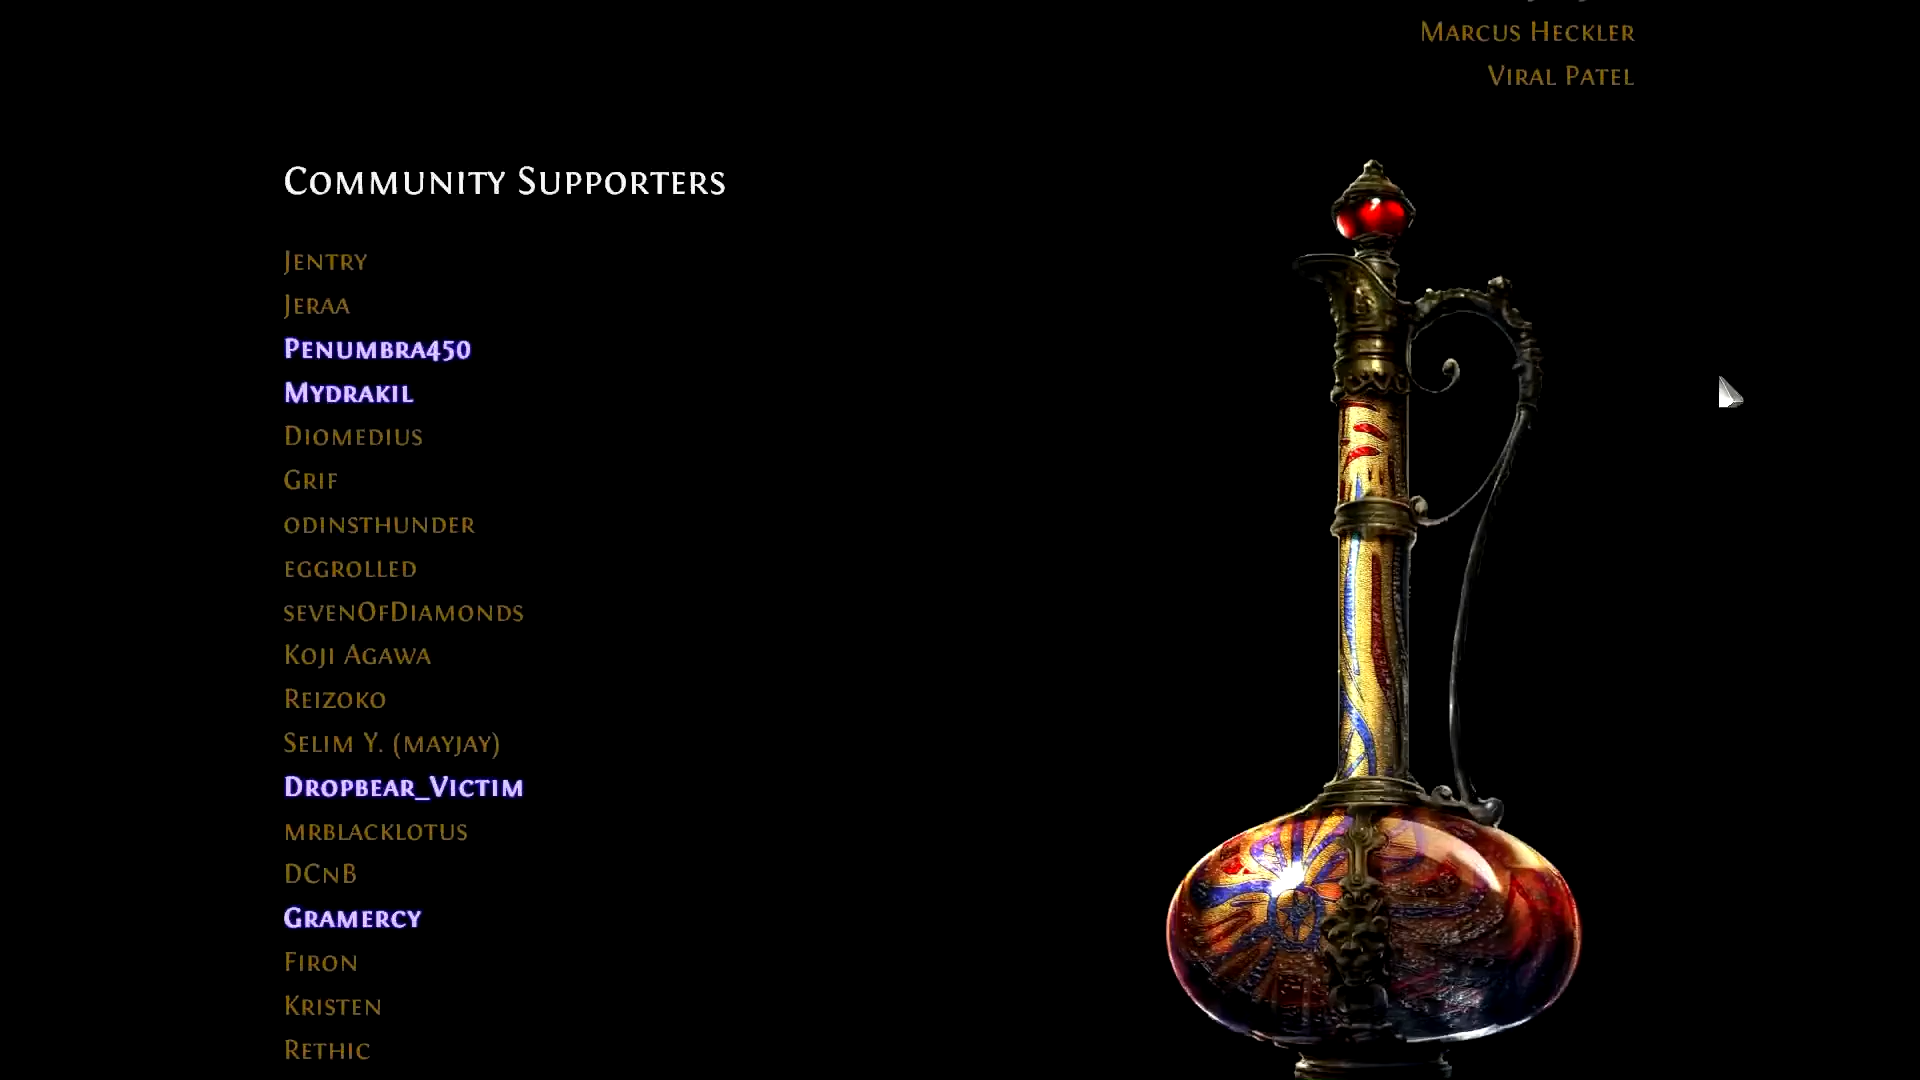 Marcus Heckler
Viral Patel
Community Supporters
Jentry
Jeraa
Penumbra450
Mydrakil
Diomedius
Grif
odinsthunder
eggrolled
sevenOfDiamonds
Koji Agawa
Reizoko
Selim Y. (mayjay)
Dropbear_Victim
mrblacklotus
DCnB
Gramercy
Firon
Kristen
Rethic